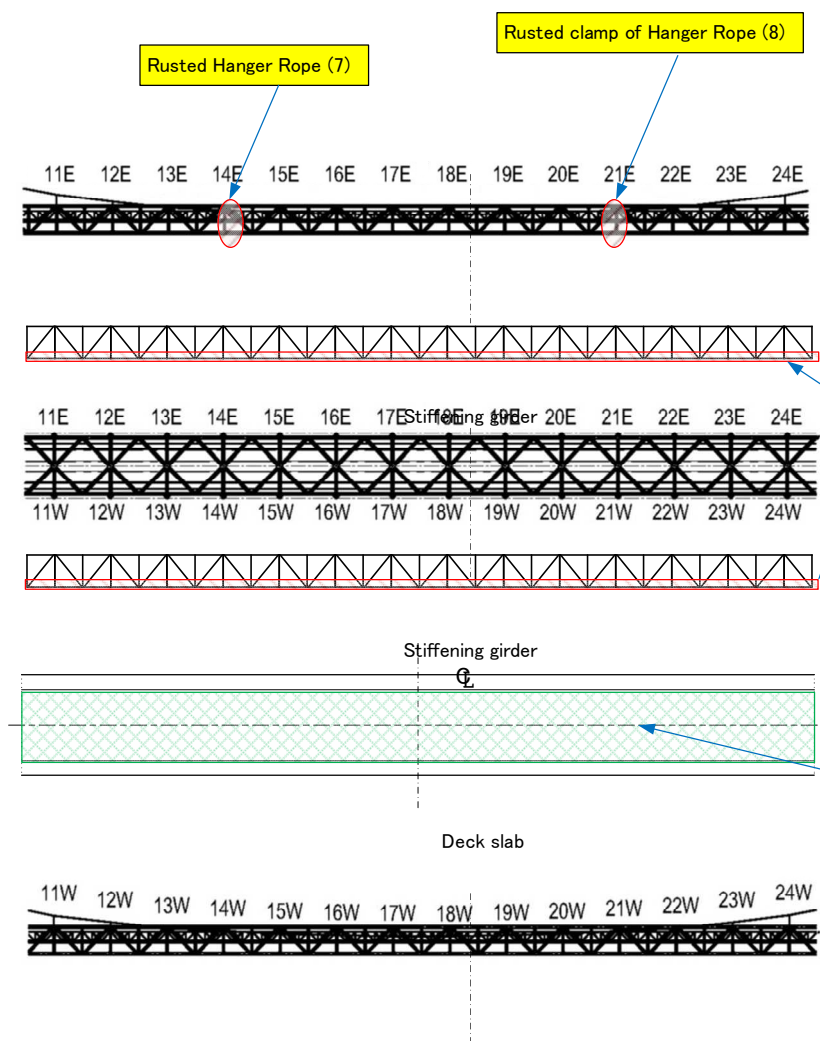 Rusted clamp of Hanger Rope (8)
Rusted Hanger Rope (7)
11E 12E 13E 14E 15E 16E 17E 18E 19E 20E 21E 22E 23E 24E
Stiffening girder
11E 12E 13E 14E 15E 16E 17E 18E 19E 20E 21E 22E 23E 24E
11W 12W 13W 14W 15W 16W 17W 18W 19W 20W 21W 22W 23W 24W
Stiffening girder
℄
Deck slab
11W 12W 13W 14W 15W 16W 17W 18W 19W 20W 21W 22W 23W 24W